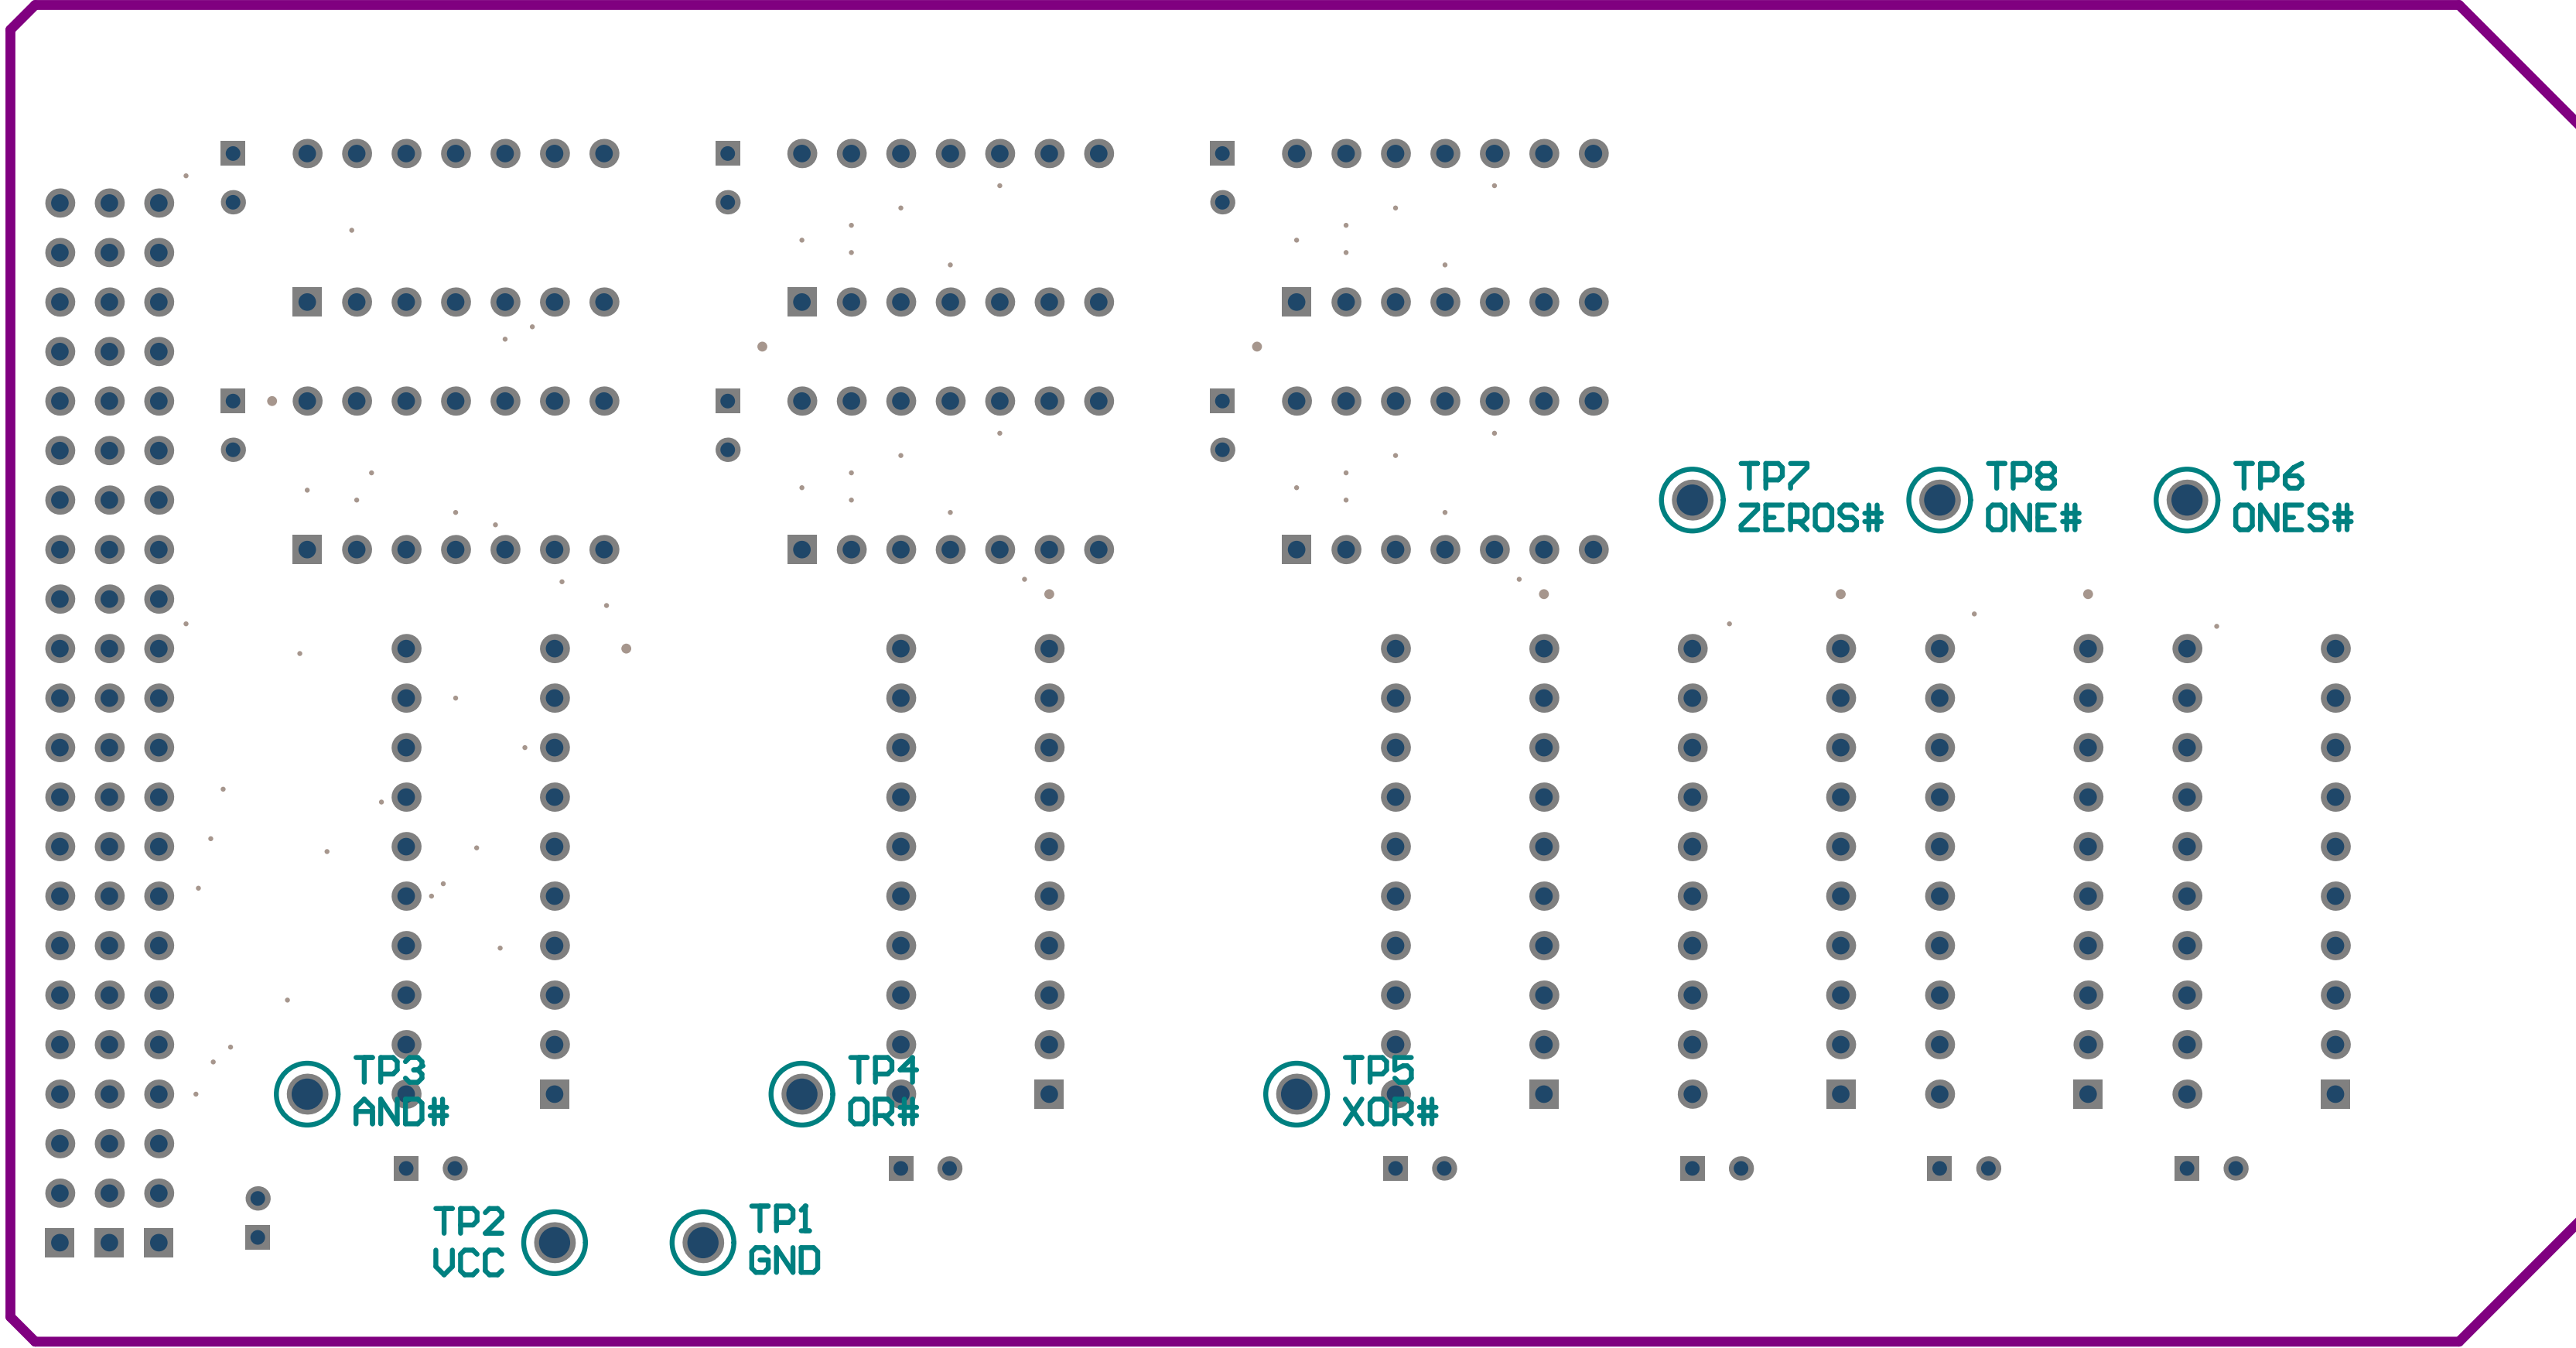 TP7
ZEROS#
TP8
ONE#
TP6
ONES#
TP3
AND#
TP4
OR#
TP5
XOR#
TP2
VCC
TP1
GND